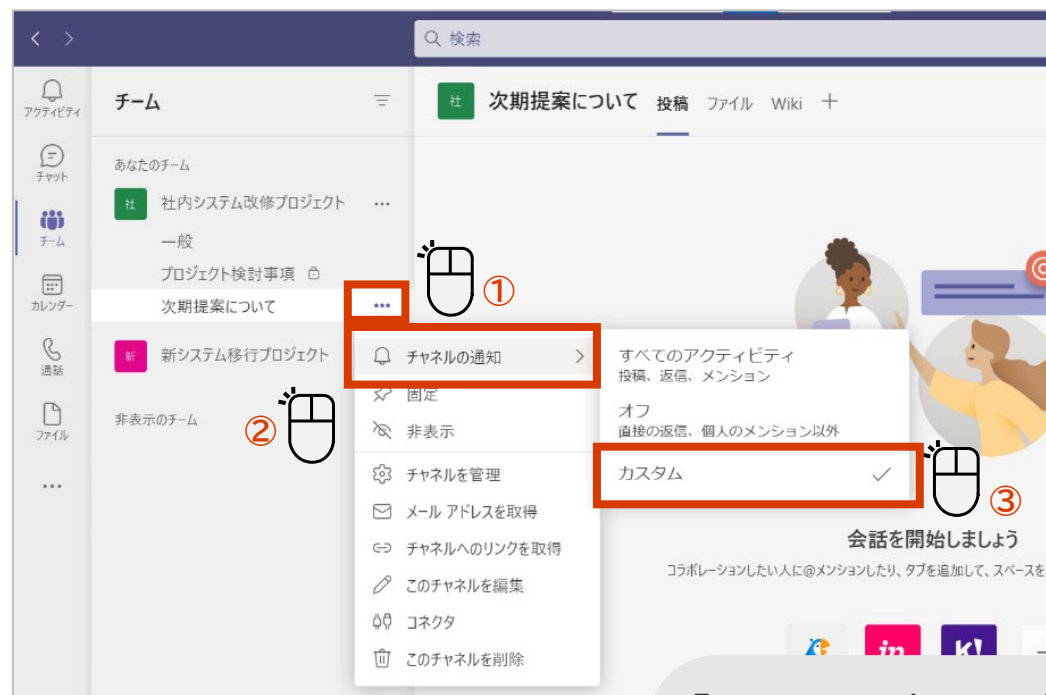 検索
アクティビティ
チャット
チーム
カレンダー
通話
ファイル
チーム
あなたのチーム
社 社内システム改修プロジェクト
一般
プロジェクト検討事項
次期提案について
新 新システム移行プロジェクト
非表示のチーム
社 次期提案について 投稿 ファイル Wiki
①
②
チャネルの通知
固定
非表示
チャネルを管理
メール アドレスを取得
チャネルへのリンクを取得
このチャネルを編集
コネクタ
このチャネルを削除
すべてのアクティビティ
投稿、返信、メンション
オフ
直接の返信、個人のメンション以外
カスタム
③
会話を開始しましょう
コラボレーションしたい人に@メンションしたり、タブを追加して、スペースを
in
K!